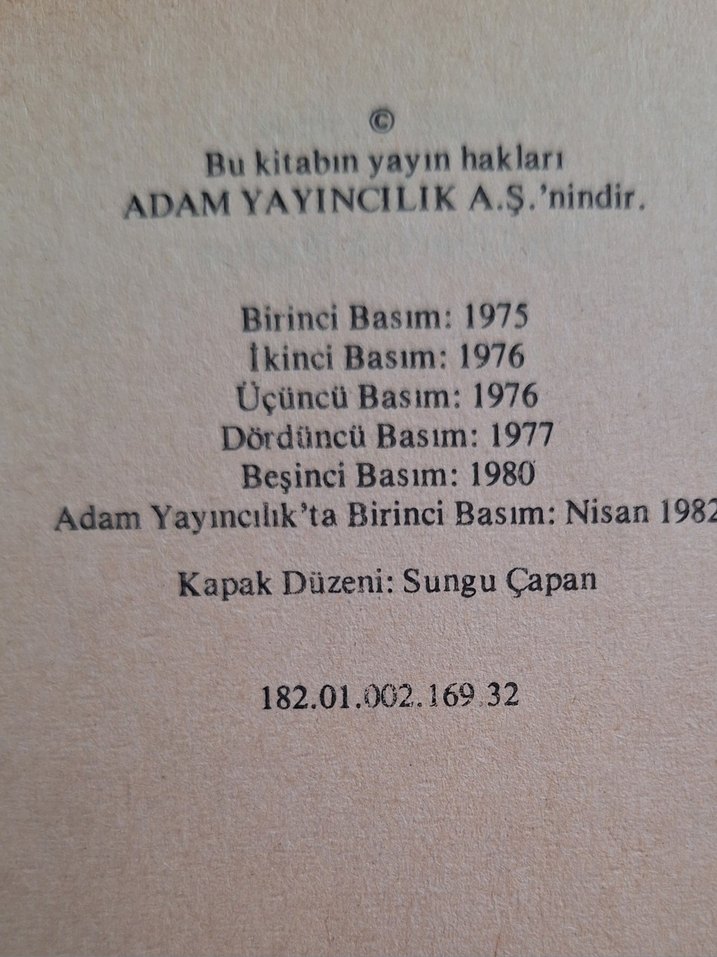 ©
Bu kitabın yayın hakları
ADAM YAYINCILIK A.Ş.'nindir.
Birinci Basım: 1975
İkinci Basım: 1976
Üçüncü Basım: 1976
Dördüncü Basım: 1977
Beşinci Basım: 1980
Adam Yayıncılık'ta Birinci Basım: Nisan 1982
Kapak Düzeni: Sungu Çapan
182.01.002.169.32